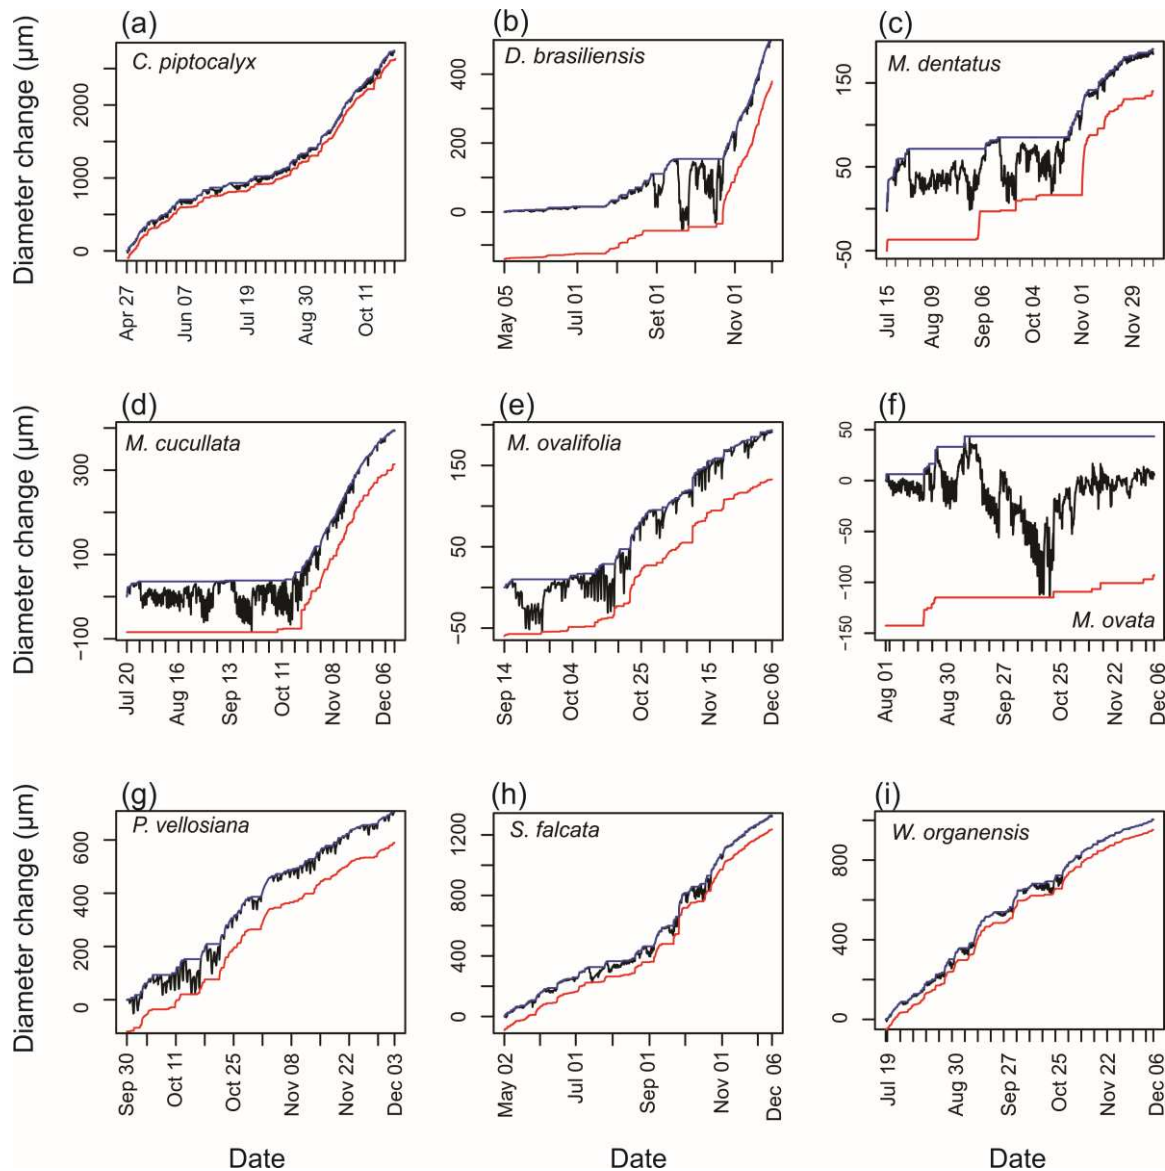 (a) (b) (c)
Diameter change (µm)
C. piptocalyx
0 1000 2000
Apr 27 Jun 07 Jul 19 Aug 30 Oct 11
D. brasiliensis
0 200 400
May 05 Jul 01 Set 01 Nov 01
M. dentatus
−50 50 150
Jul 15 Aug 09 Sep 06 Oct 04 Nov 01 Nov 29
(d) (e) (f)
Diameter change (µm)
M. cucullata
−100 100 300
Jul 20 Aug 16 Sep 13 Oct 11 Nov 08 Dec 06
M. ovalifolia
−50 50 150
Sep 14 Oct 04 Oct 25 Nov 15 Dec 06
50 0 −50 −100 −150
M. ovata
Aug 01 Aug 30 Sep 27 Oct 25 Nov 22 Dec 06
(g) (h) (i)
Diameter change (µm)
P. vellosiana
0 200 400 600
Sep 30 Oct 11 Oct 25 Nov 08 Nov 22 Dec 03
S. falcata
0 400 800 1200
May 02 Jul 01 Sep 01 Nov 01 Dec 06
W. organensis
0 400 800
Jul 19 Aug 30 Sep 27 Oct 25 Nov 22 Dec 06
Date Date Date